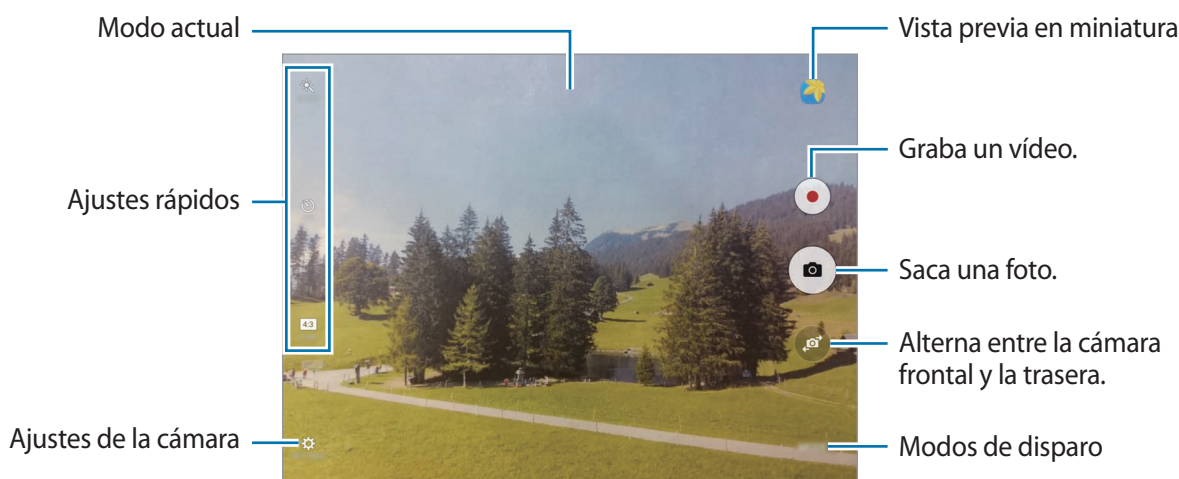 Modo actual
Vista previa en miniatura
Graba un vídeo.
Ajustes rápidos
Saca una foto.
4:3
Alterna entre la cámara
frontal y la trasera.
Ajustes de la cámara
Modos de disparo